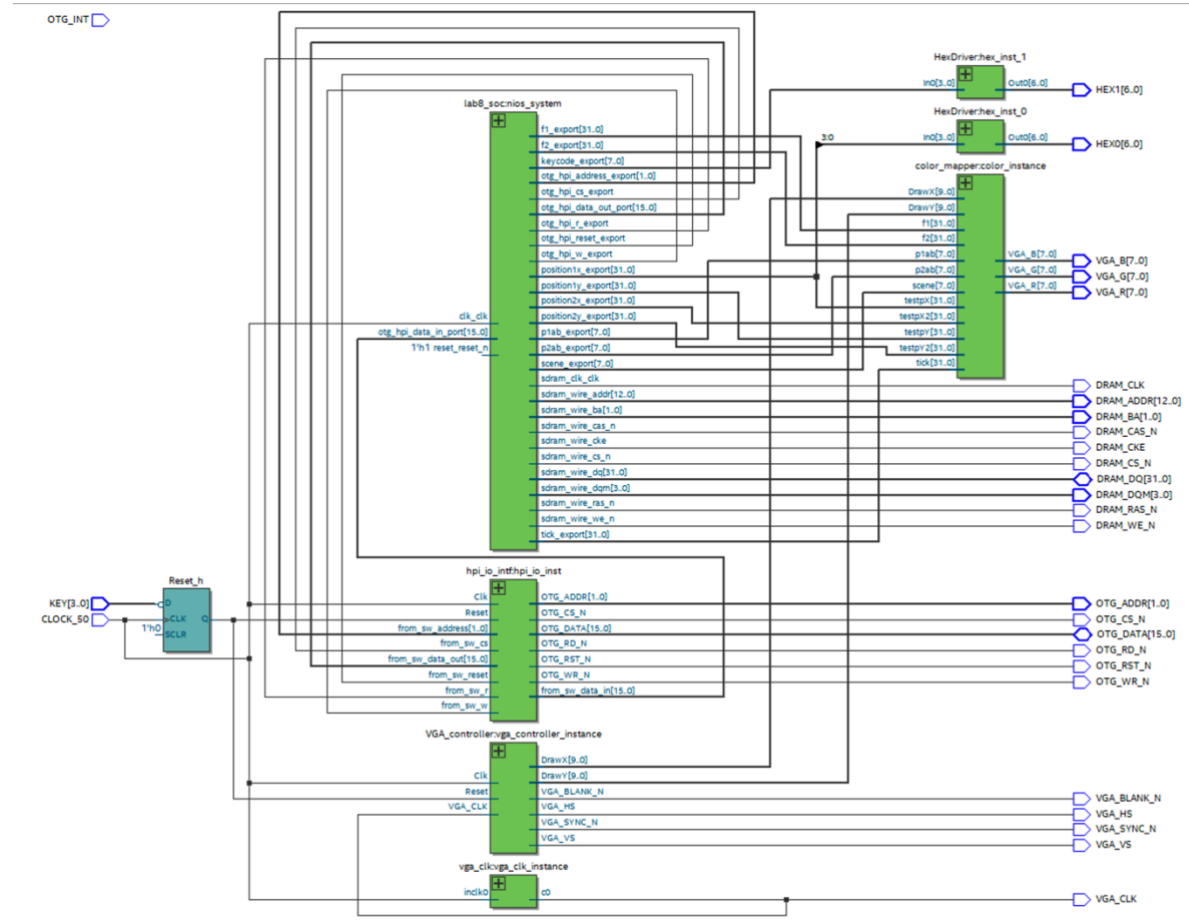 OTG_INT
HexDriver:hex_inst_1
In0[3..0]
Out0[6..0]
HEX1[6..0]
HexDriver:hex_inst_0
3:0
In0[3..0]
Out0[6..0]
HEX0[6..0]
lab8_soc:nios_system
clk_clk
otg_hpi_data_in_port[15..0]
1'h1 reset_reset_n
f1_export[31..0]
f2_export[31..0]
keycode_export[7..0]
otg_hpi_address_export[1..0]
otg_hpi_cs_export
otg_hpi_data_out_port[15..0]
otg_hpi_r_export
otg_hpi_reset_export
otg_hpi_w_export
position1x_export[31..0]
position1y_export[31..0]
position2x_export[31..0]
position2y_export[31..0]
p1ab_export[7..0]
p2ab_export[7..0]
scene_export[7..0]
sdram_clk_clk
sdram_wire_addr[12..0]
sdram_wire_ba[1..0]
sdram_wire_cas_n
sdram_wire_cke
sdram_wire_cs_n
sdram_wire_dq[31..0]
sdram_wire_dqm[3..0]
sdram_wire_ras_n
sdram_wire_we_n
tick_export[31..0]
color_mapper:color_instance
DrawX[9..0]
DrawY[9..0]
f1[31..0]
f2[31..0]
p1ab[7..0]
p2ab[7..0]
scene[7..0]
testpX[31..0]
testpX2[31..0]
testpY[31..0]
testpY2[31..0]
tick[31..0]
VGA_B[7..0]
VGA_G[7..0]
VGA_R[7..0]
VGA_B[7..0]
VGA_G[7..0]
VGA_R[7..0]
DRAM_CLK
DRAM_ADDR[12..0]
DRAM_BA[1..0]
DRAM_CAS_N
DRAM_CKE
DRAM_CS_N
DRAM_DQ[31..0]
DRAM_DQM[3..0]
DRAM_RAS_N
DRAM_WE_N
Reset_h
KEY[3..0]
CLOCK_50
1'h0
D
CLK
SCLR
Q
hpi_io_intf:hpi_io_inst
Clk
Reset
from_sw_address[1..0]
from_sw_cs
from_sw_data_out[15..0]
from_sw_reset
from_sw_r
from_sw_w
OTG_ADDR[1..0]
OTG_CS_N
OTG_DATA[15..0]
OTG_RD_N
OTG_RST_N
OTG_WR_N
from_sw_data_in[15..0]
OTG_ADDR[1..0]
OTG_CS_N
OTG_DATA[15..0]
OTG_RD_N
OTG_RST_N
OTG_WR_N
VGA_controller:vga_controller_instance
Clk
Reset
VGA_CLK
DrawX[9..0]
DrawY[9..0]
VGA_BLANK_N
VGA_HS
VGA_SYNC_N
VGA_VS
VGA_BLANK_N
VGA_HS
VGA_SYNC_N
VGA_VS
vga_clk:vga_clk_instance
inclk0
c0
VGA_CLK